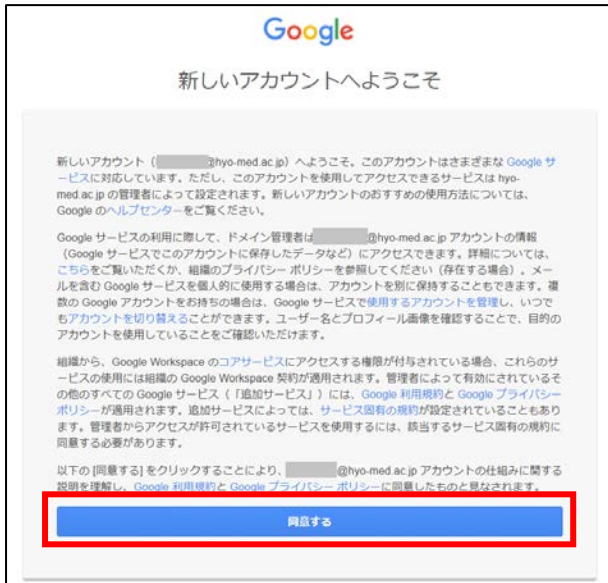 Google
新しいアカウントへようこそ
新しいアカウント（@hyo-med.ac.jp）へようこそ。このアカウントはさまざまな Google サ
ービスに対応しています。ただし、このアカウントを使用してアクセスできるサービスは hyo-
med.ac.jp の管理者によって設定されます。新しいアカウントのおすすめの使用方法については、
Google のヘルプセンターをご覧ください。
Google サービスの利用に際して、ドメイン管理者は@hyo-med.ac.jp アカウントの情報
（Google サービスでこのアカウントに保存したデータなど）にアクセスできます。詳細については、
こちらをご覧いただくか、組織のプライバシー ポリシーを参照してください（存在する場合）。メー
ルを含む Google サービスを個人的に使用する場合は、アカウントを別に保持することもできます。複
数の Google アカウントをお持ちの場合は、Google サービスで使用するアカウントを管理し、いつで
もアカウントを切り替えることができます。ユーザー名とプロフィール画像を確認することで、目的の
アカウントを使用していることをご確認いただけます。
組織から、Google Workspace のコアサービスにアクセスする権限が付与されている場合、これらのサ
ービスの使用には組織の Google Workspace 契約が適用されます。管理者によって有効にされているそ
の他のすべての Google サービス（「追加サービス」）には、Google 利用規約と Google プライバシー
ポリシーが適用されます。追加サービスによっては、サービス固有の規約が設定されていることもあり
ます。管理者からアクセスが許可されているサービスを使用するには、該当するサービス固有の規約に
同意する必要があります。
以下の [同意する] をクリックすることにより、@hyo-med.ac.jp アカウントの仕組みに関する
説明を理解し、Google 利用規約と Google プライバシー ポリシーに同意したものと見なされます。
同意する